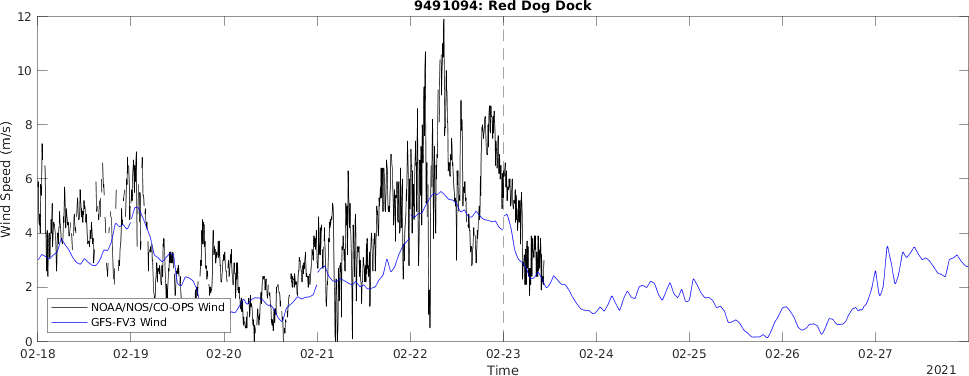 9491094: Red Dog Dock
Wind Speed (m/s)
12
10
8
6
4
2
0
NOAA/NOS/CO-OPS Wind
GFS-FV3 Wind
02-18 02-19 02-20 02-21 02-22 02-23 02-24 02-25 02-26 02-27
Time
2021